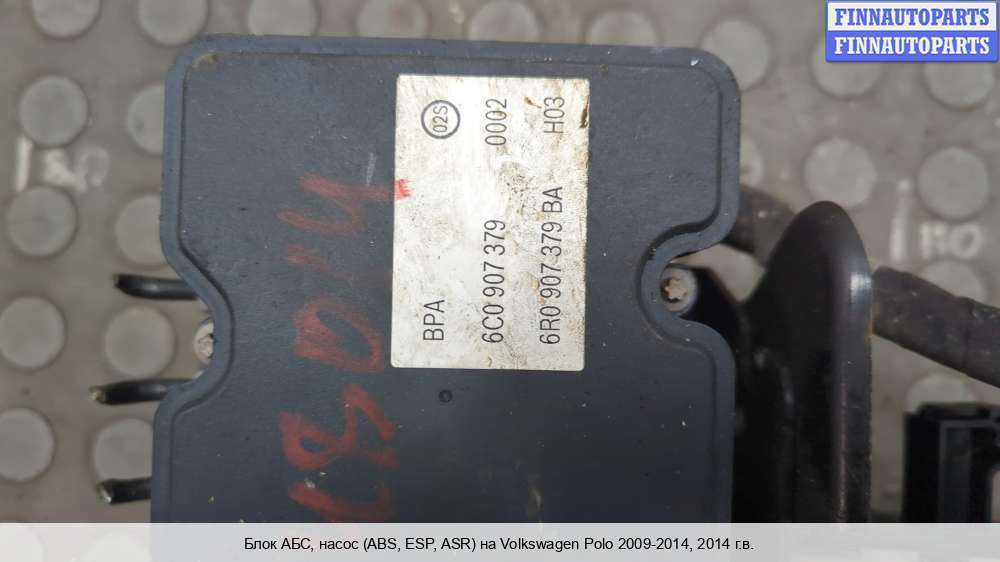 FINNAUTOPARTS
FINNAUTOPARTS
BPA 02S
6C0 907 379 0002
6R0 907 379 BA H03
Блок АБС, насос (ABS, ESP, ASR) на Volkswagen Polo 2009-2014, 2014 г.в.